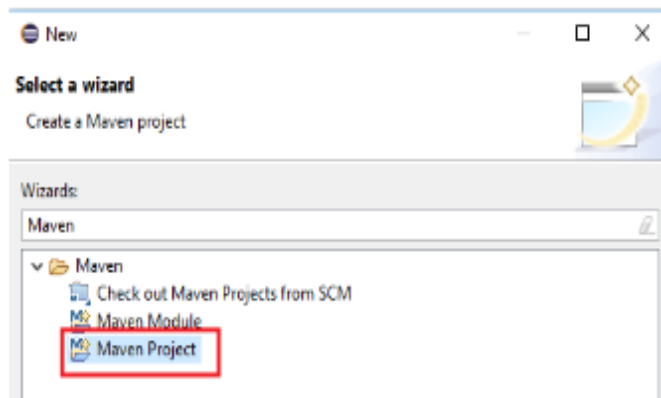 New
Select a wizard
Create a Maven project
Wizards:
Maven
Maven
Check out Maven Projects from SCM
Maven Module
Maven Project